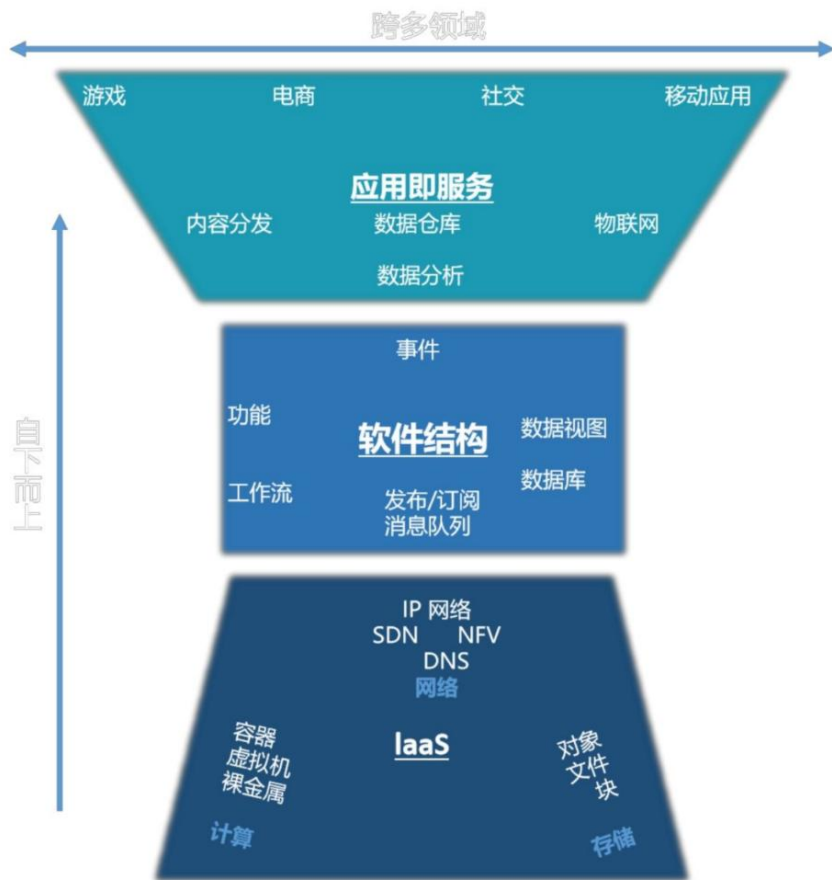 跨多领域
游戏 电商 社交 移动应用
应用即服务
内容分发 数据仓库 物联网
数据分析
自下而上
事件
功能
软件结构
数据视图
工作流
数据库
发布/订阅
消息队列
IP 网络
SDN NFV
DNS
网络
IaaS
容器
虚拟机
裸金属
计算
对象
文件
块
存储